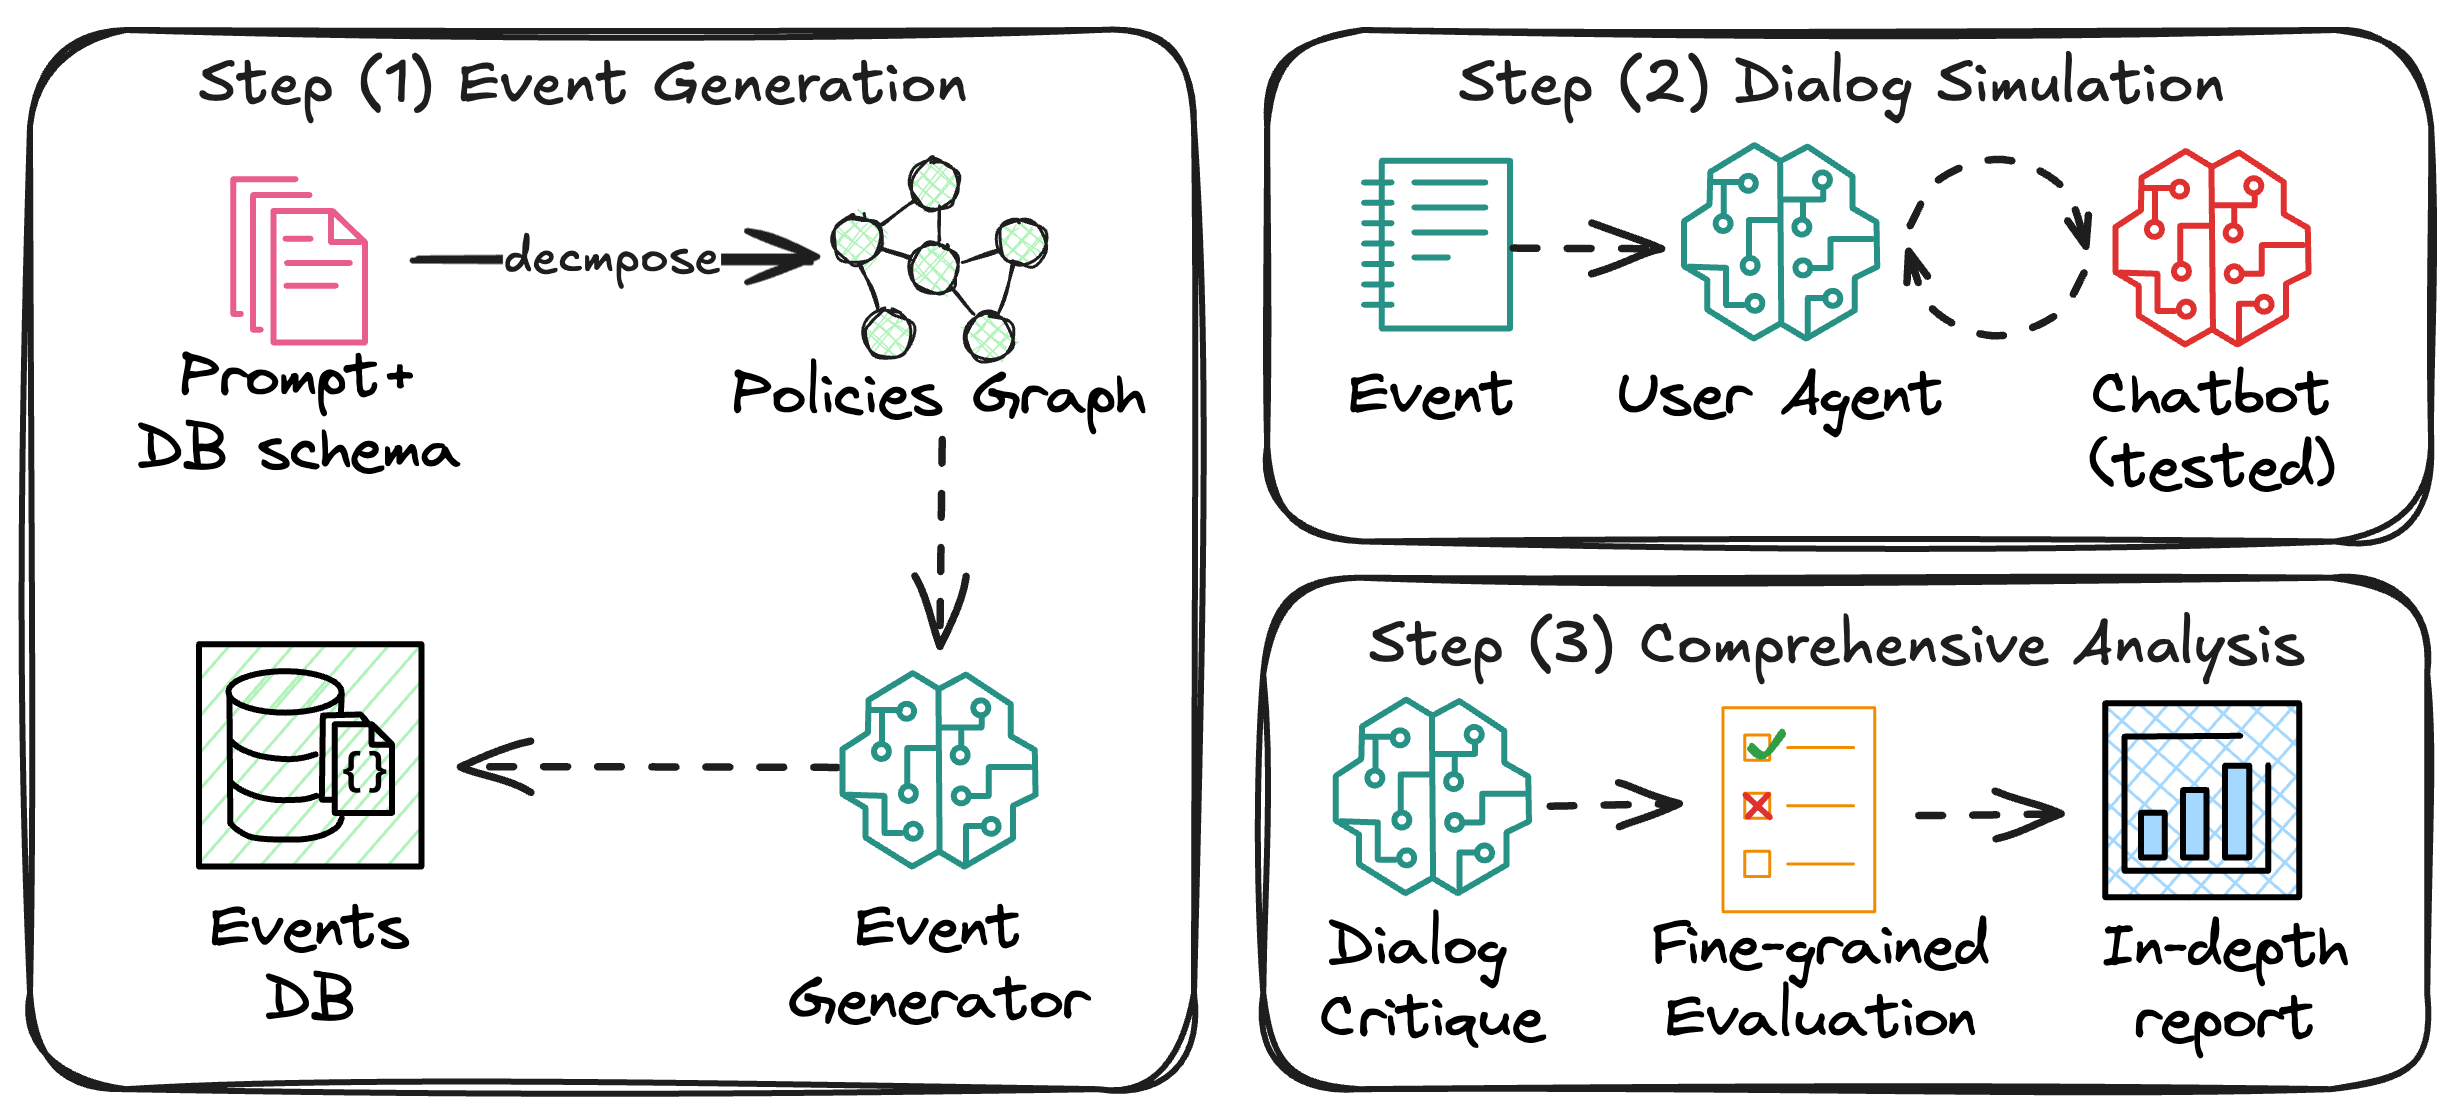 Step (1) Event Generation
decmpose
Prompt+
DB schema
Policies Graph
{}
Events
DB
Event
Generator
Step (2) Dialog Simulation
Event
User Agent
Chatbot
(tested)
Step (3) Comprehensive Analysis
Dialog
Critique
Fine-grained
Evaluation
In-depth
report